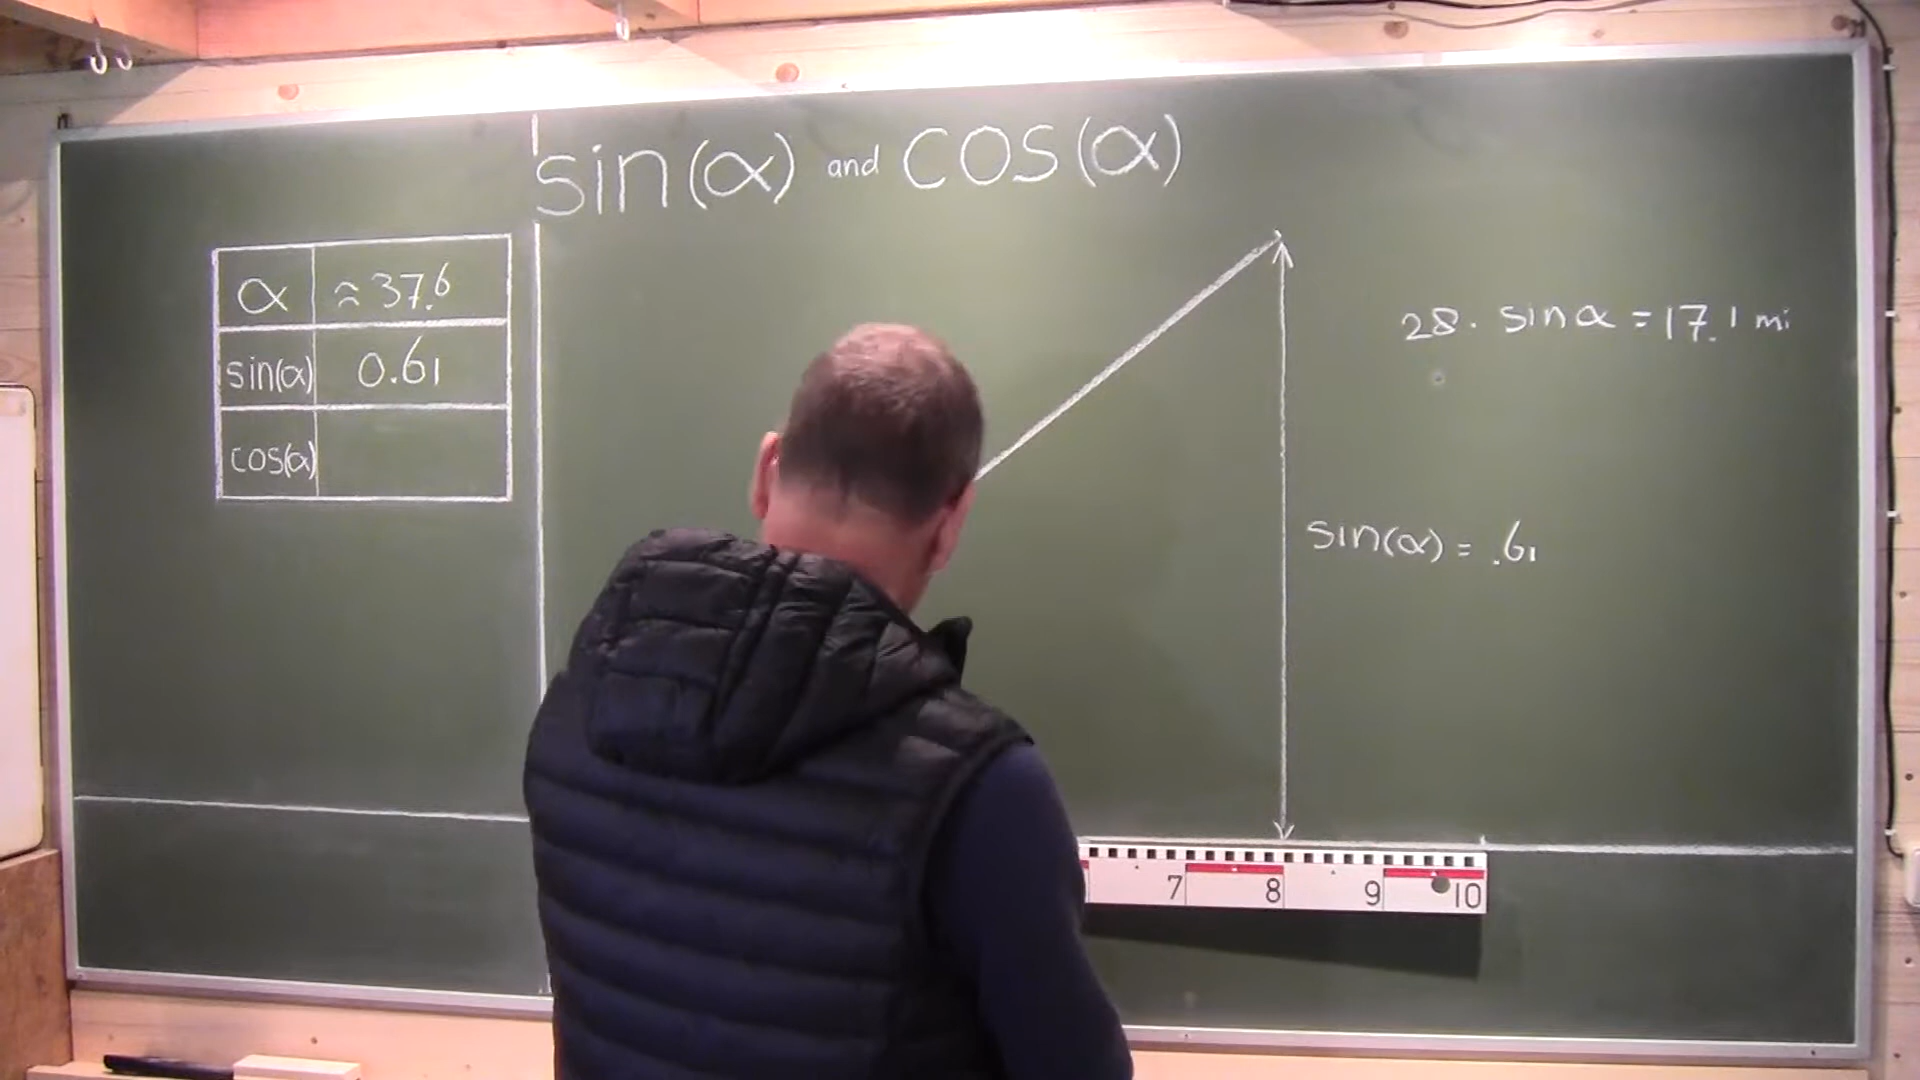 sin(α) and cos(α)
α ≈ 37.6
sin(α) 0.61
cos(α)
28 · sin α = 17.1 mi
sin(α) = .61
7 8 9 10